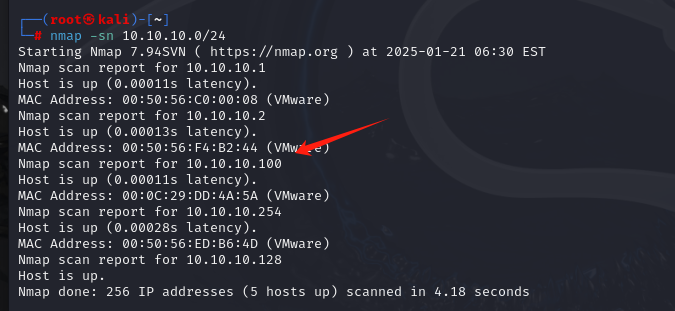 ┌──(root㉿kali)-[~]
└─# nmap -sn 10.10.10.0/24
Starting Nmap 7.94SVN ( https://nmap.org ) at 2025-01-21 06:30 EST
Nmap scan report for 10.10.10.1
Host is up (0.00011s latency).
MAC Address: 00:50:56:C0:00:08 (VMware)
Nmap scan report for 10.10.10.2
Host is up (0.00013s latency).
MAC Address: 00:50:56:F4:B2:44 (VMware)
Nmap scan report for 10.10.10.100
Host is up (0.00011s latency).
MAC Address: 00:0C:29:DD:4A:5A (VMware)
Nmap scan report for 10.10.10.254
Host is up (0.00028s latency).
MAC Address: 00:50:56:ED:B6:4D (VMware)
Nmap scan report for 10.10.10.128
Host is up.
Nmap done: 256 IP addresses (5 hosts up) scanned in 4.18 seconds